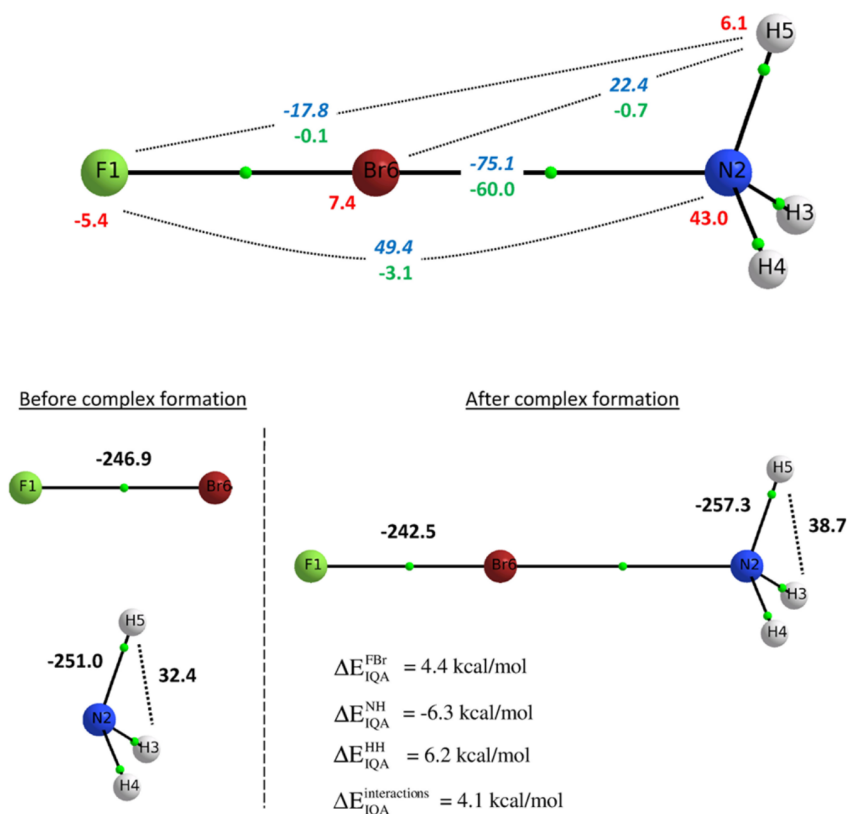 6.1 H5
-17.8
-0.1
22.4
-0.7
F1 Br6 -75.1 N2
-60.0
-5.4 7.4 43.0 H3
49.4
-3.1
H4
Before complex formation
-246.9
F1 Br6
H5
-251.0 32.4
N2
H3
H4
After complex formation
H5
-257.3
38.7
-242.5
F1 Br6 N2
H3
H4
ΔE_IQA^FBr = 4.4 kcal/mol
ΔE_IQA^NH = -6.3 kcal/mol
ΔE_IQA^HH = 6.2 kcal/mol
ΔE_IQA^interactions = 4.1 kcal/mol